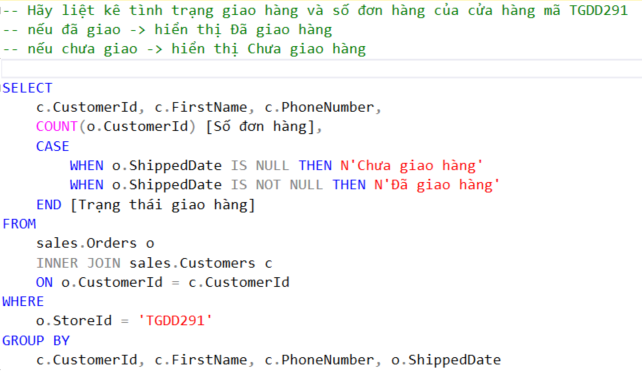 -- Hãy liệt kê tình trạng giao hàng và số đơn hàng của cửa hàng mã TGDD291
-- nếu đã giao -> hiển thị Đã giao hàng
-- nếu chưa giao -> hiển thị Chưa giao hàng
SELECT
    c.CustomerId, c.FirstName, c.PhoneNumber,
    COUNT(o.CustomerId) [Số đơn hàng],
    CASE
        WHEN o.ShippedDate IS NULL THEN N'Chưa giao hàng'
        WHEN o.ShippedDate IS NOT NULL THEN N'Đã giao hàng'
    END [Trạng thái giao hàng]
FROM
    sales.Orders o
    INNER JOIN sales.Customers c
    ON o.CustomerId = c.CustomerId
WHERE
    o.StoreId = 'TGDD291'
GROUP BY
    c.CustomerId, c.FirstName, c.PhoneNumber, o.ShippedDate